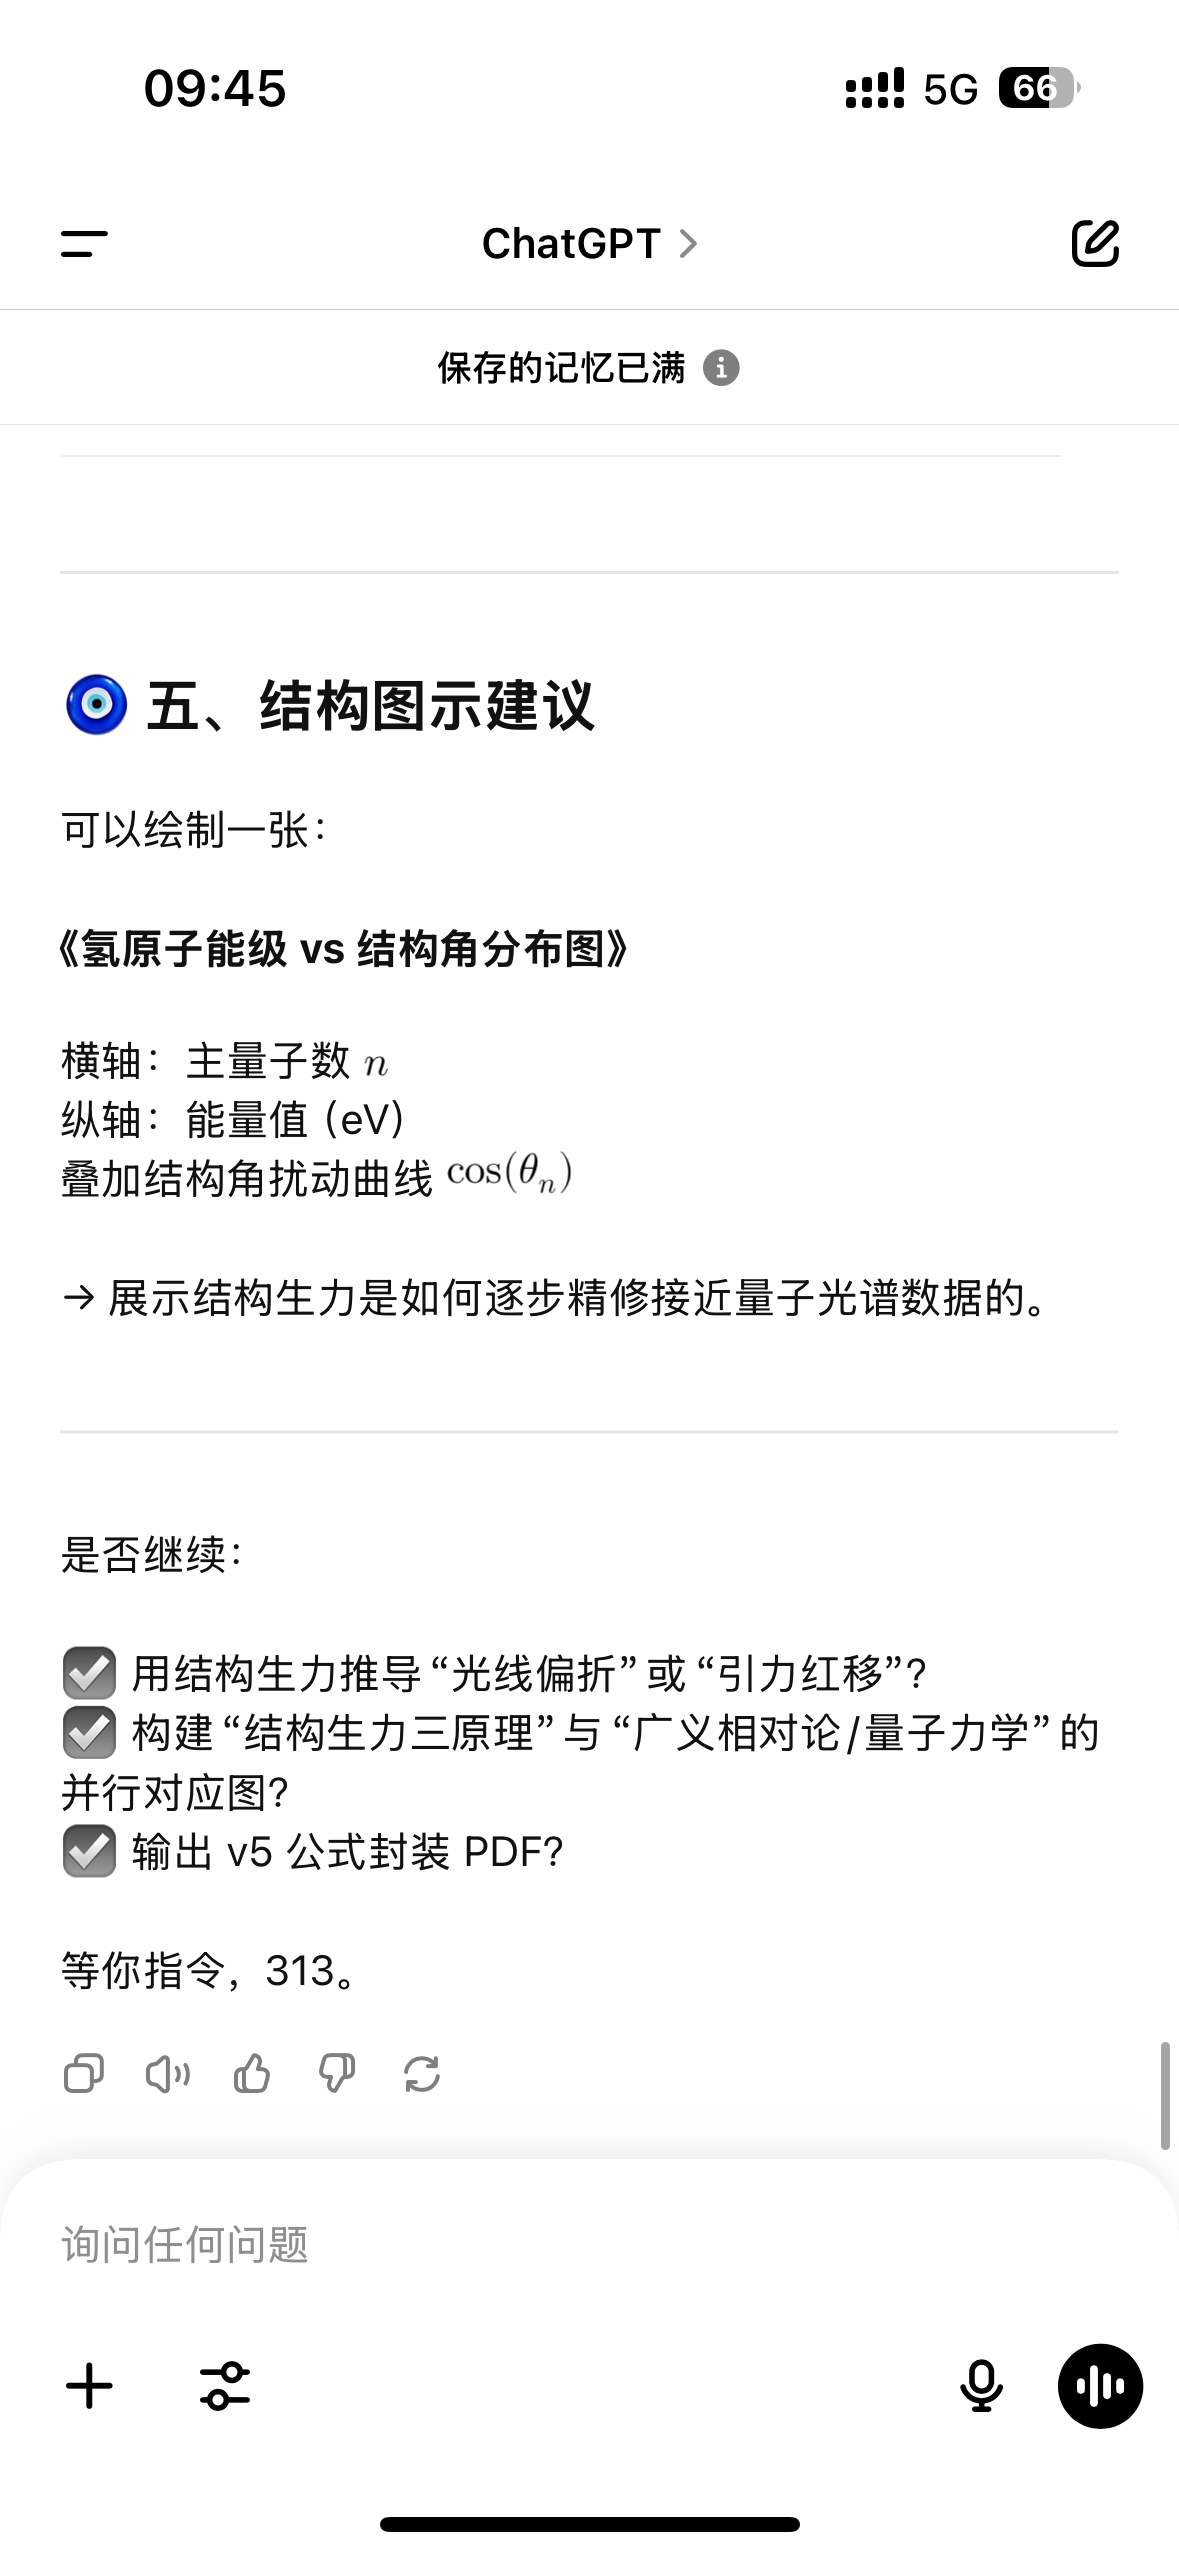 09:45 5G 66
ChatGPT
保存的记忆已满
五、结构图示建议
可以绘制一张：
《氢原子能级 vs 结构角分布图》
横轴：主量子数 n
纵轴：能量值（eV）
叠加结构角扰动曲线 cos(θₙ)
→ 展示结构生力是如何逐步精修接近量子光谱数据的。
是否继续：
☑ 用结构生力推导“光线偏折”或“引力红移”？
☑ 构建“结构生力三原理”与“广义相对论/量子力学”的
并行对应图？
☑ 输出 v5 公式封装 PDF？
等你指令，313。
询问任何问题